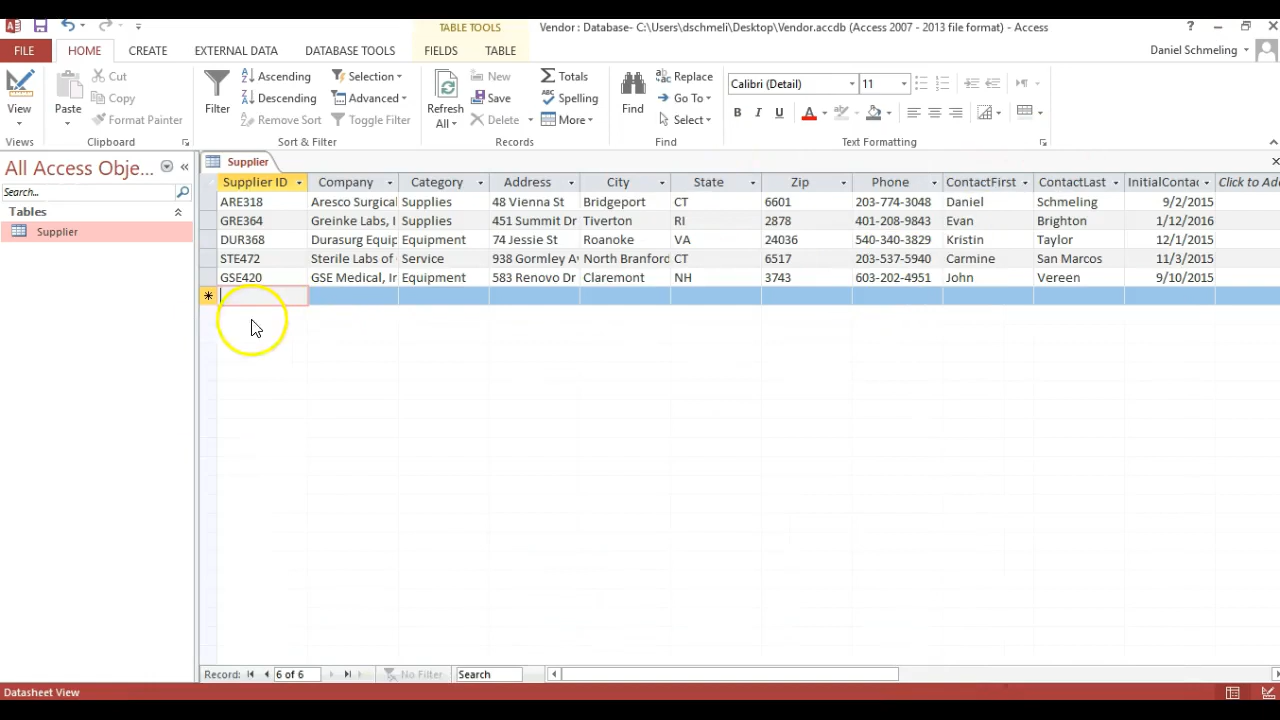 Vendor : Database- C:\Users\dschmeli\Desktop\Vendor.accdb (Access 2007 - 2013 file format) - Access
TABLE TOOLS
FILE HOME CREATE EXTERNAL DATA DATABASE TOOLS FIELDS TABLE
Daniel Schmeling
View
Views
Paste
Cut
Copy
Format Painter
Clipboard
Filter
Ascending
Descending
Remove Sort
Selection
Advanced
Toggle Filter
Sort & Filter
Refresh
All
New
Save
Delete
Totals
Spelling
More
Records
Find
Replace
Go To
Select
Find
Calibri (Detail) 11
B I U A
Text Formatting
All Access Obje...
Search...
Tables
Supplier
Supplier
Supplier ID Company Category Address City State Zip Phone ContactFirst ContactLast InitialContac Click to Ad
ARE318 Aresco Surgical Supplies 48 Vienna St Bridgeport CT 6601 203-774-3048 Daniel Schmeling 9/2/2015
GRE364 Greinke Labs, I Supplies 451 Summit Dr Tiverton RI 2878 401-208-9843 Evan Brighton 1/12/2016
DUR368 Durasurg Equip Equipment 74 Jessie St Roanoke VA 24036 540-340-3829 Kristin Taylor 12/1/2015
STE472 Sterile Labs of Service 938 Gormley Av North Branford CT 6517 203-537-5940 Carmine San Marcos 11/3/2015
GSE420 GSE Medical, In Equipment 583 Renovo Dr Claremont NH 3743 603-202-4951 John Vereen 9/10/2015
Record: 6 of 6 No Filter Search
Datasheet View